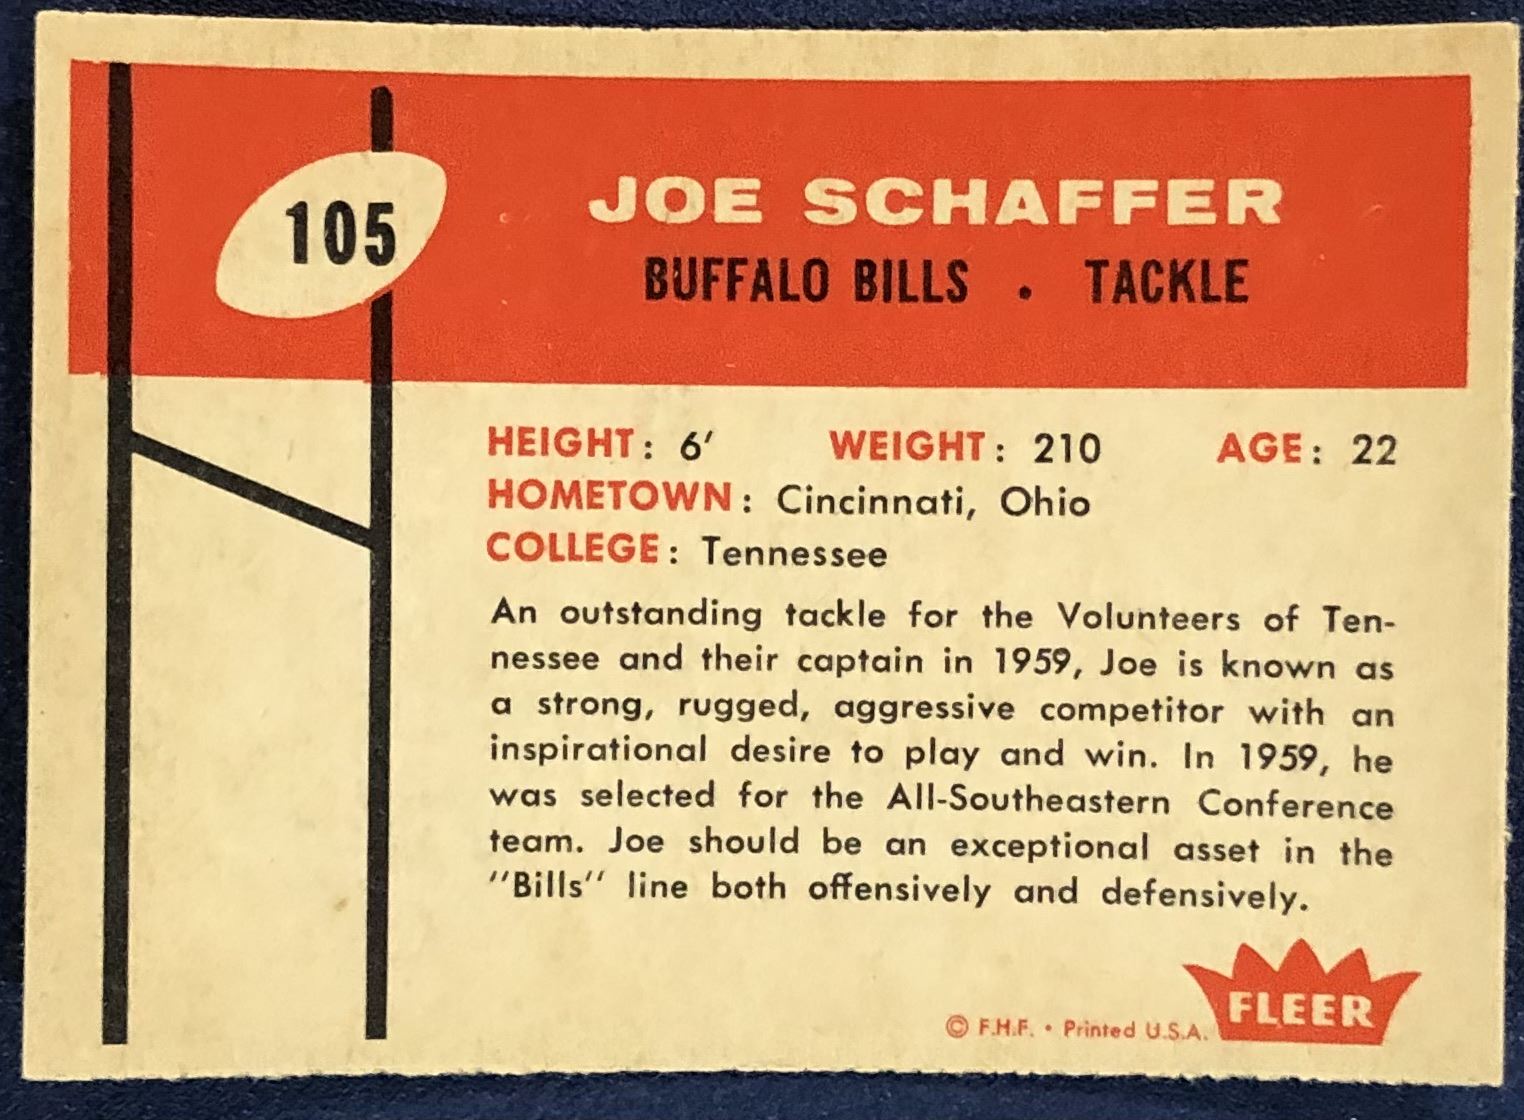 105
JOE SCHAFFER
BUFFALO BILLS • TACKLE
HEIGHT: 6' WEIGHT: 210 AGE: 22
HOMETOWN: Cincinnati, Ohio
COLLEGE: Tennessee
An outstanding tackle for the Volunteers of Ten-
nessee and their captain in 1959, Joe is known as
a strong, rugged, aggressive competitor with an
inspirational desire to play and win. In 1959, he
was selected for the All-Southeastern Conference
team. Joe should be an exceptional asset in the
"Bills" line both offensively and defensively.
FLEER
© F.H.F. • Printed U.S.A.